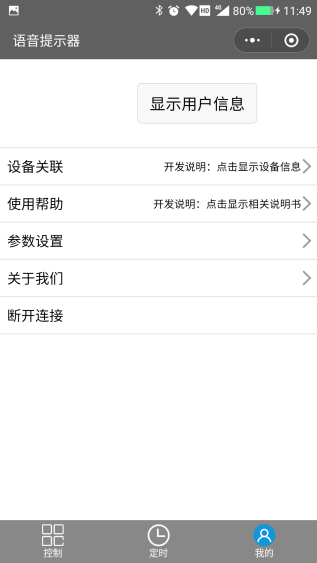 HD 4G 80% 11:49
语音提示器
显示用户信息
设备关联 开发说明：点击显示设备信息
使用帮助 开发说明：点击显示相关说明书
参数设置
关于我们
断开连接
控制 定时 我的